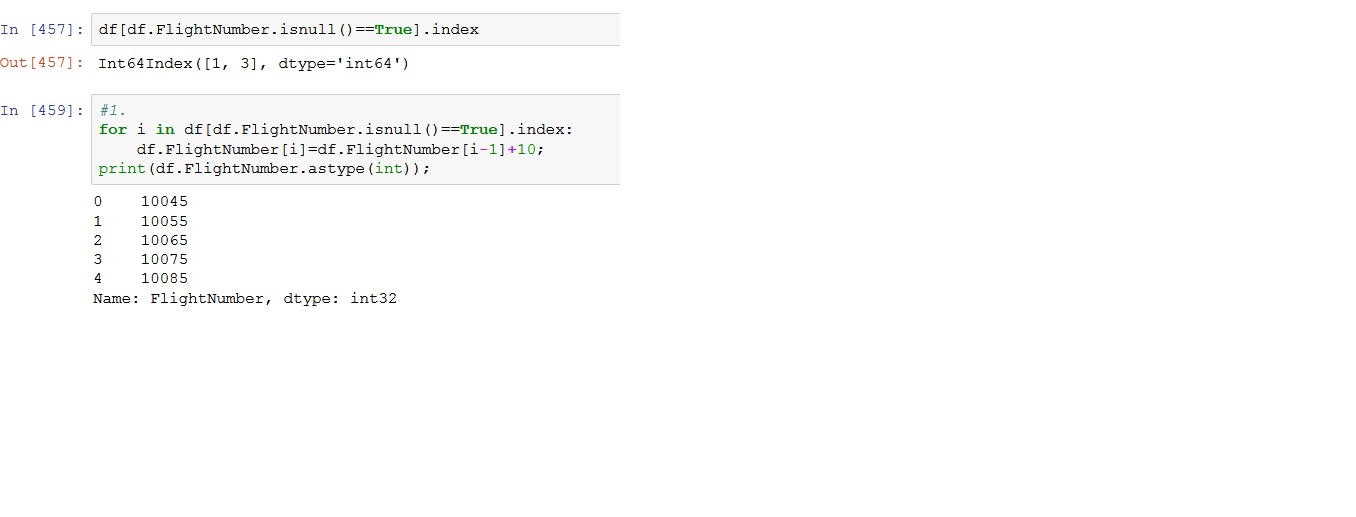 In [457]: df[df.FlightNumber.isnull()==True].index
Out[457]: Int64Index([1, 3], dtype='int64')
In [459]: #1.
for i in df[df.FlightNumber.isnull()==True].index:
    df.FlightNumber[i]=df.FlightNumber[i-1]+10;
print(df.FlightNumber.astype(int));
0    10045
1    10055
2    10065
3    10075
4    10085
Name: FlightNumber, dtype: int32